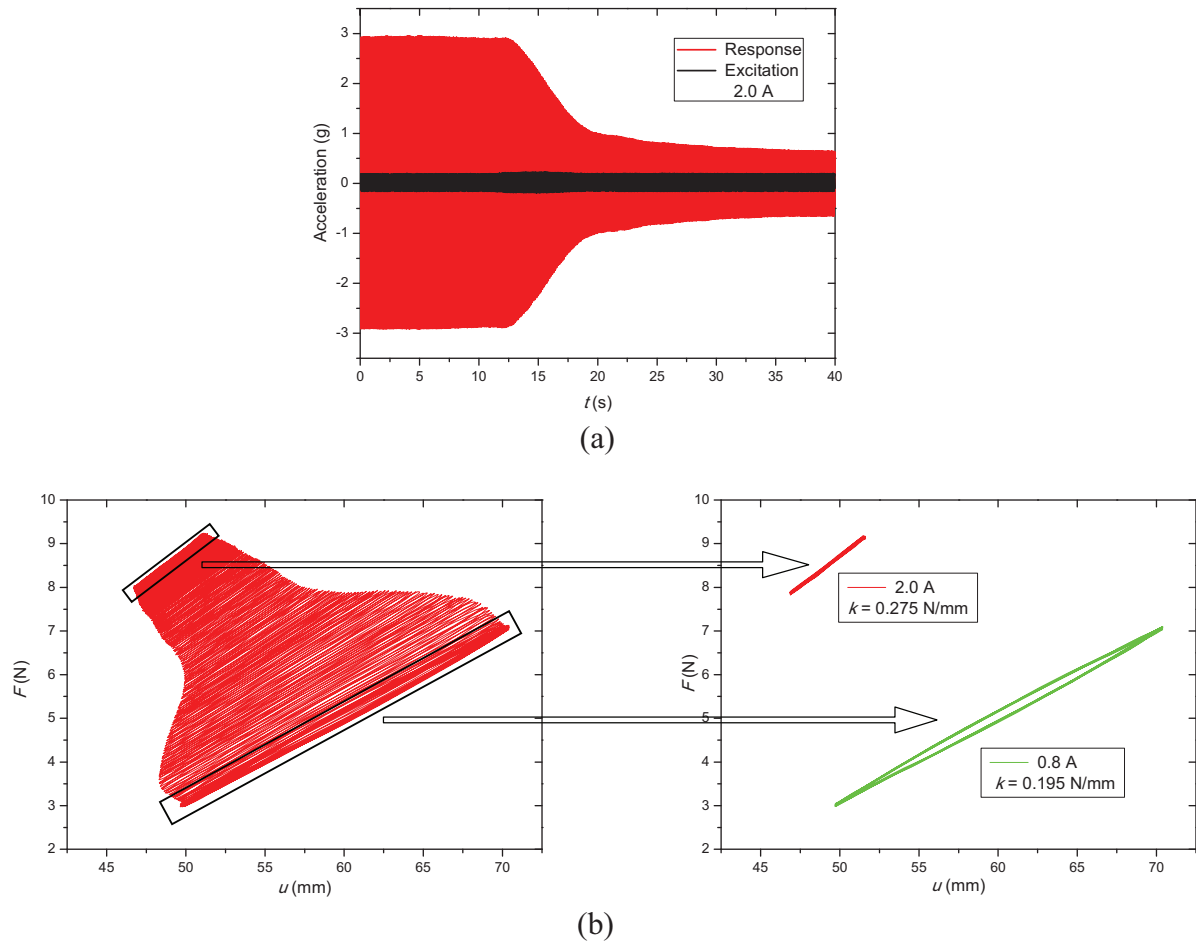 3
2
1
0
-1
-2
-3
Acceleration (g)
Response
Excitation
2.0 A
0 5 10 15 20 25 30 35 40
t (s)
(a)
10
9
8
7
6
5
4
3
2
F (N)
45 50 55 60 65 70
u (mm)
10
9
8
7
6
5
4
3
2
F (N)
2.0 A
k = 0.275 N/mm
0.8 A
k = 0.195 N/mm
45 50 55 60 65 70
u (mm)
(b)